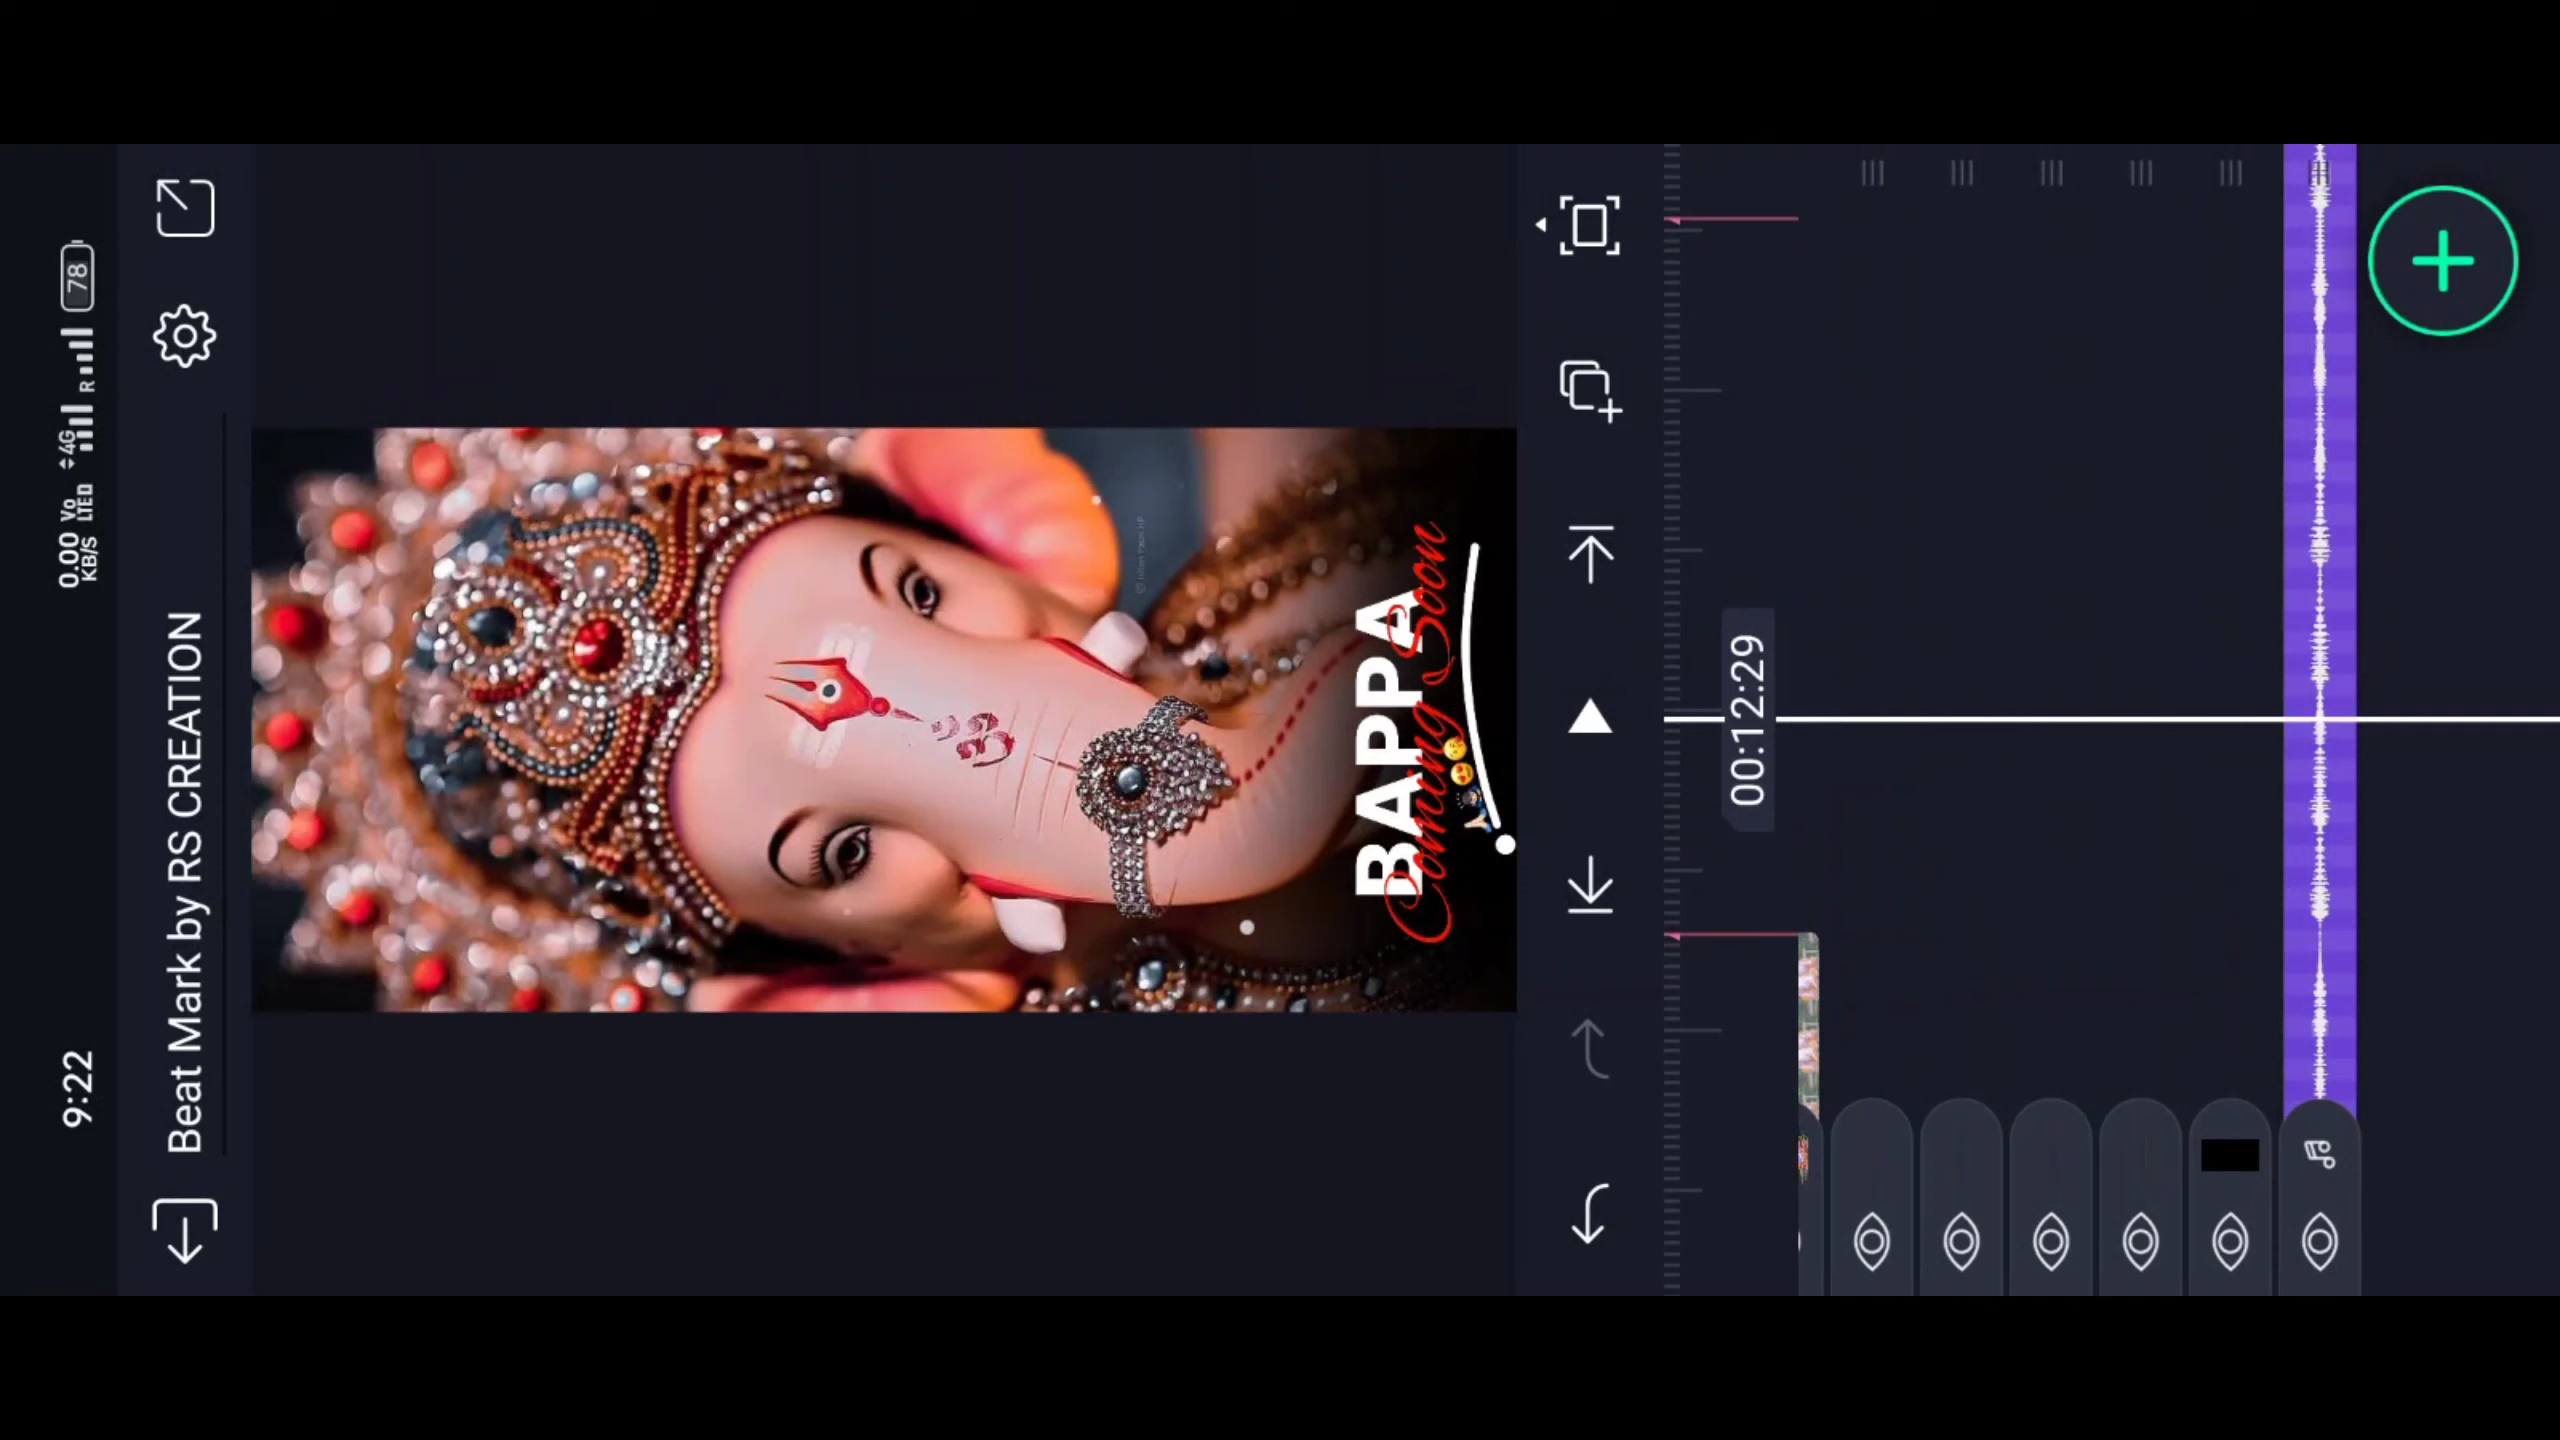 9:22
0.00 KB/S
Vo LTED
4G
R
78
Beat Mark by RS CREATION
ॐ
BAPPA
Coming Soon
00:12:29